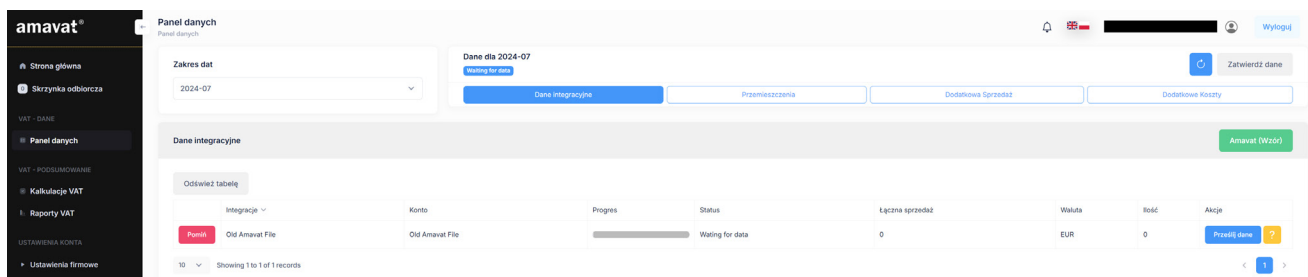 amavat®
Panel danych
Panel danych
Wyloguj
Strona główna
0 Skrzynka odbiorcza
VAT - DANE
Panel danych
VAT - PODSUMOWANIE
Kalkulacje VAT
Raporty VAT
USTAWIENIA KONTA
Ustawienia firmowe
Zakres dat
2024-07
Dane dla 2024-07
Waiting for data
Zatwierdź dane
Dane integracyjne Przemieszczenia Dodatkowa Sprzedaż Dodatkowe Koszty
Dane integracyjne
Amavat (Wzór)
Odśwież tabelę
Integracje Konto Progres Status Łączna sprzedaż Waluta Ilość Akcje
Pomiń Old Amavat File Old Amavat File Wating for data 0 EUR 0 Prześlij dane ?
10 Showing 1 to 1 of 1 records 1